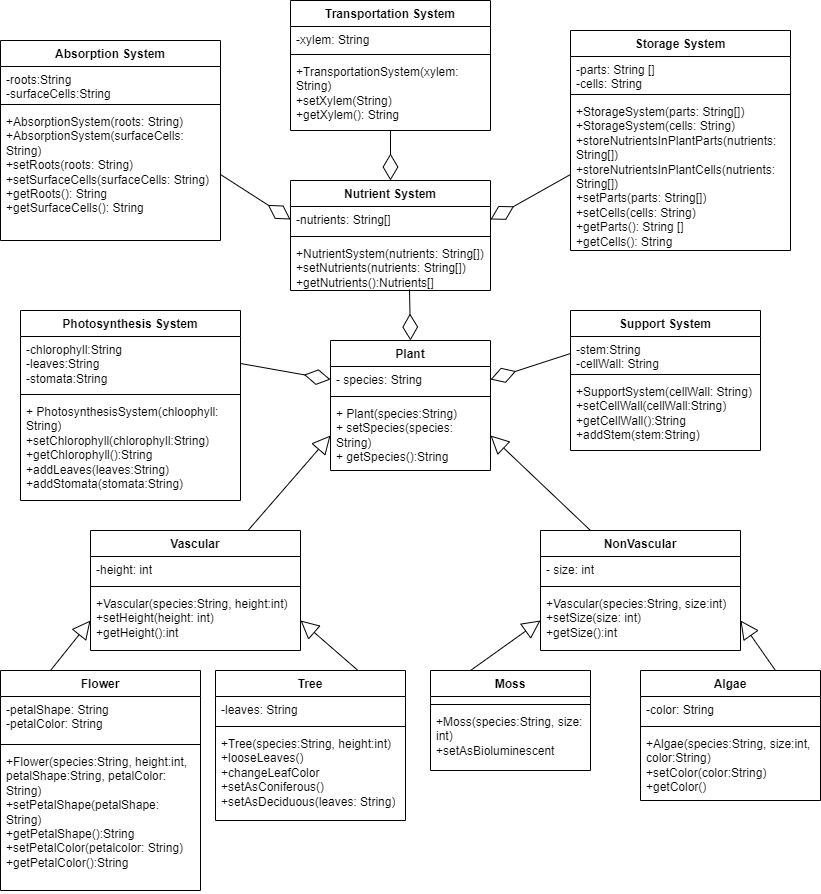 Transportation System
-xylem: String
+TransportationSystem(xylem:
String)
+setXylem(String)
+getXylem(): String
Absorption System
-roots:String
-surfaceCells:String
+AbsorptionSystem(roots: String)
+AbsorptionSystem(surfaceCells:
String)
+setRoots(roots: String)
+setSurfaceCells(surfaceCells: String)
+getRoots(): String
+getSurfaceCells(): String
Storage System
-parts: String []
-cells: String
+StorageSystem(parts: String[])
+StorageSystem(cells: String)
+storeNutrientsInPlantParts(nutrients:
String[])
+storeNutrientsInPlantCells(nutrients:
String[])
+setParts(parts: String[])
+setCells(cells: String)
+getParts(): String []
+getCells(): String
Nutrient System
-nutrients: String[]
+NutrientSystem(nutrients: String[])
+setNutrients(nutrients: String[])
+getNutrients():Nutrients[]
Photosynthesis System
-chlorophyll:String
-leaves:String
-stomata:String
+ PhotosynthesisSystem(chloophyll:
String)
+setChlorophyll(chlorophyll:String)
+getChlorophyll():String
+addLeaves(leaves:String)
+addStomata(stomata:String)
Plant
- species: String
+ Plant(species:String)
+ setSpecies(species:
String)
+ getSpecies():String
Support System
-stem:String
-cellWall: String
+SupportSystem(cellWall: String)
+setCellWall(cellWall:String)
+getCellWall():String
+addStem(stem:String)
Vascular
-height: int
+Vascular(species:String, height:int)
+setHeight(height: int)
+getHeight():int
NonVascular
- size: int
+Vascular(species:String, size:int)
+setSize(size: int)
+getSize():int
Flower
-petalShape: String
-petalColor: String
+Flower(species:String, height:int,
petalShape:String, petalColor:
String)
+setPetalShape(petalShape:
String)
+getPetalShape():String
+setPetalColor(petalcolor: String)
+getPetalColor():String
Tree
-leaves: String
+Tree(species:String, height:int)
+looseLeaves()
+changeLeafColor
+setAsConiferous()
+setAsDeciduous(leaves: String)
Moss
+Moss(species:String, size:
int)
+setAsBioluminescent
Algae
-color: String
+Algae(species:String, size:int,
color:String)
+setColor(color:String)
+getColor()